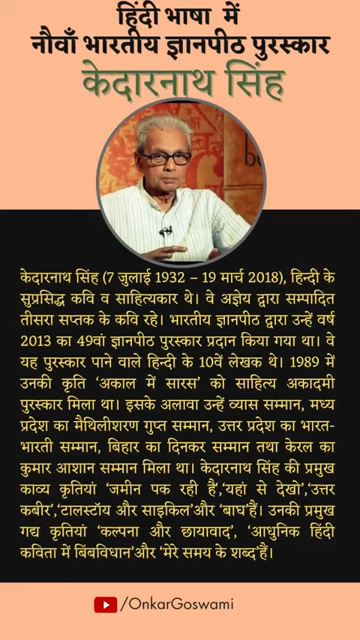 हिंदी भाषा में
नौवाँ भारतीय ज्ञानपीठ पुरस्कार
केदारनाथ सिंह
केदारनाथ सिंह (7 जुलाई 1932 – 19 मार्च 2018), हिन्दी के
सुप्रसिद्ध कवि व साहित्यकार थे। वे अज्ञेय द्वारा सम्पादित
तीसरा सप्तक के कवि रहे। भारतीय ज्ञानपीठ द्वारा उन्हें वर्ष
2013 का 49वां ज्ञानपीठ पुरस्कार प्रदान किया गया था। वे
यह पुरस्कार पाने वाले हिन्दी के 10वें लेखक थे। 1989 में
उनकी कृति ‘अकाल में सारस’ को साहित्य अकादमी
पुरस्कार मिला था। इसके अलावा उन्हें व्यास सम्मान, मध्य
प्रदेश का मैथिलीशरण गुप्त सम्मान, उत्तर प्रदेश का भारत-
भारती सम्मान, बिहार का दिनकर सम्मान तथा केरल का
कुमार आशान सम्मान मिला था। केदारनाथ सिंह की प्रमुख
काव्य कृतियां ‘जमीन पक रही है’,‘यहां से देखो’,‘उत्तर
कबीर’,‘टालस्टॉय और साइकिल’और ‘बाघ’हैं। उनकी प्रमुख
गद्य कृतियां ‘कल्पना और छायावाद’, ‘आधुनिक हिंदी
कविता में बिंबविधान’और ‘मेरे समय के शब्द’हैं।
/OnkarGoswami